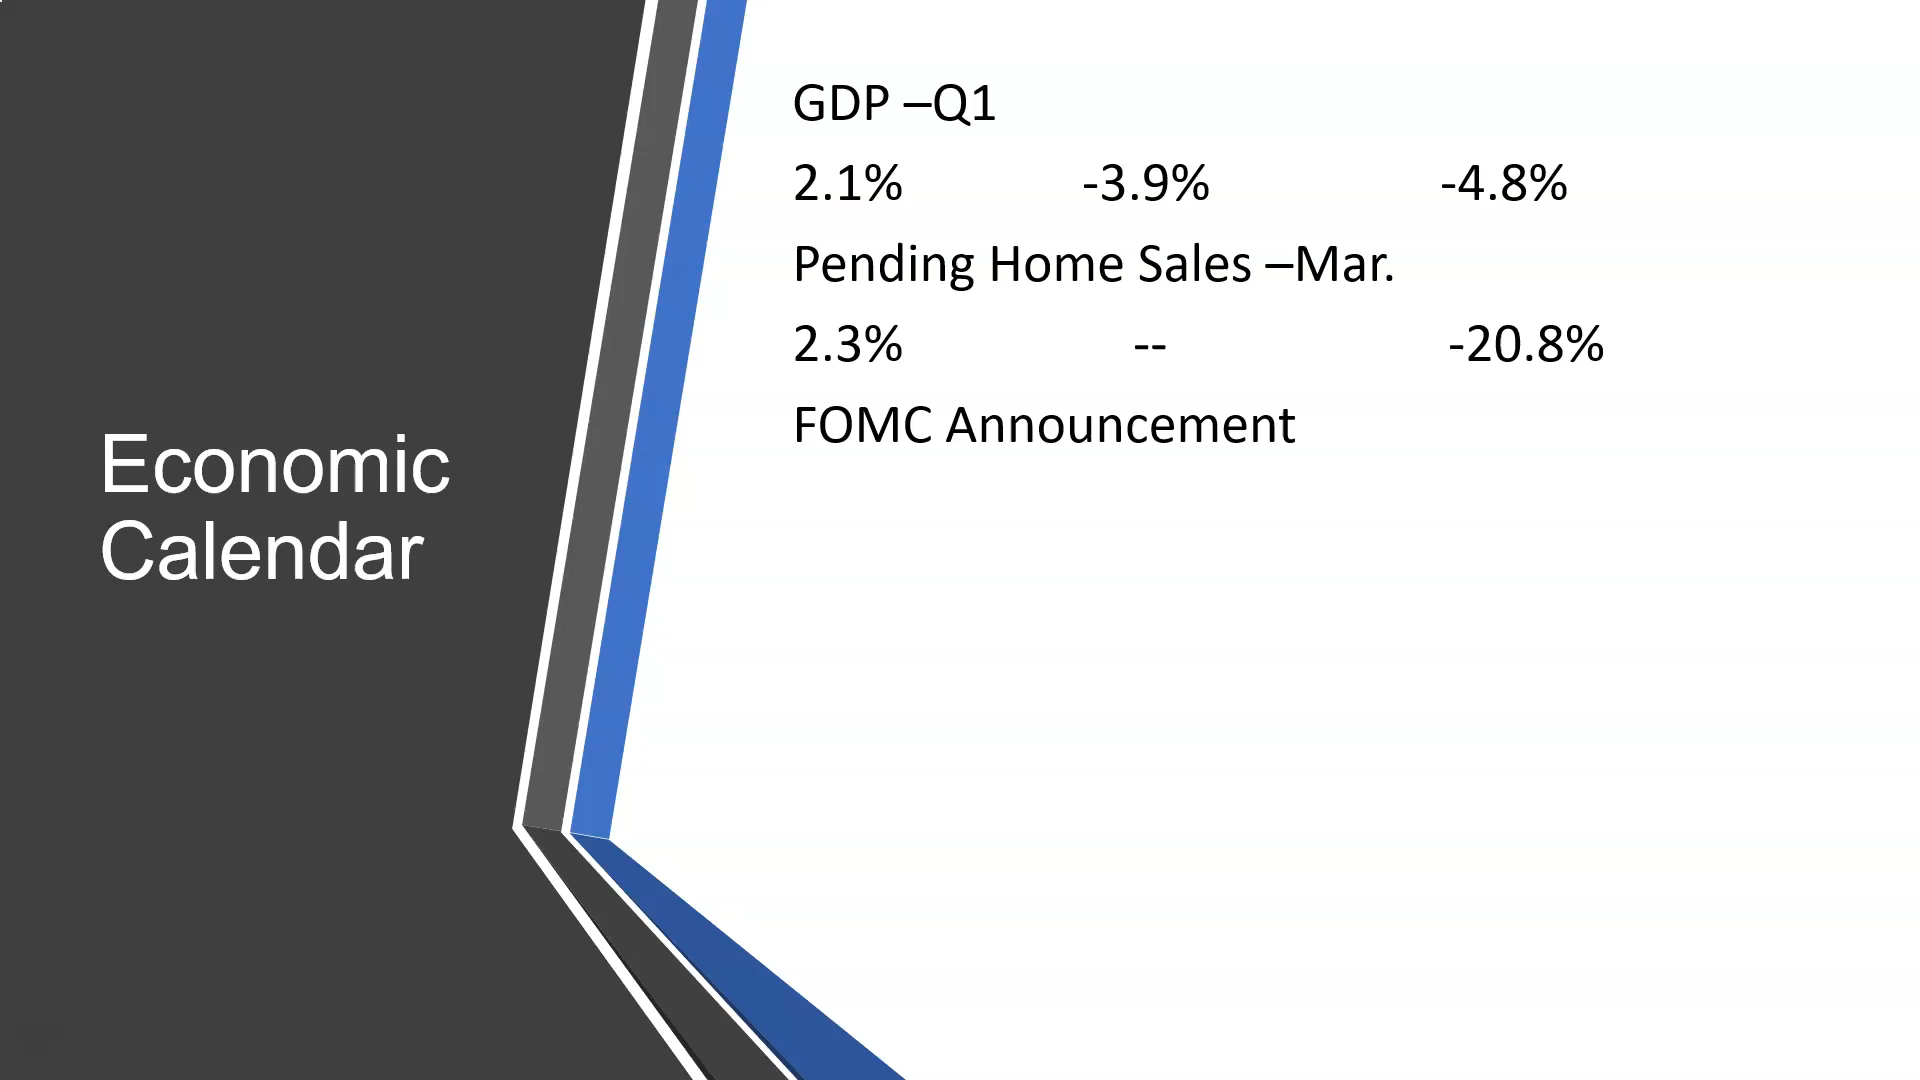 Economic
Calendar
GDP –Q1
2.1% -3.9% -4.8%
Pending Home Sales –Mar.
2.3% -- -20.8%
FOMC Announcement